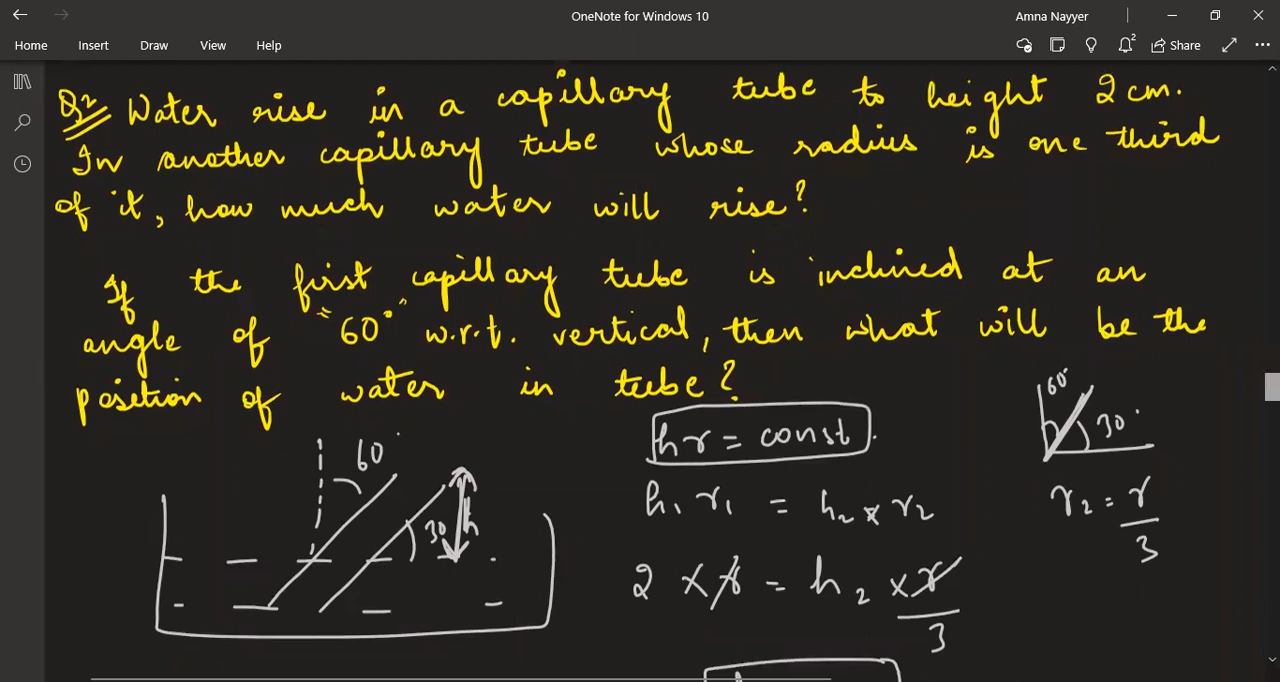 OneNote for Windows 10
Amna Nayyer
Home Insert Draw View Help
2 Share
Q2 Water rise in a capillary tube to height 2 cm.
In another capillary tube whose radius is one third
of it, how much water will rise?
If the first capillary tube is inclined at an
angle of "60°" w.r.t. vertical, then what will be the
position of water in tube?
60°
30°
60°
30 h
hr = const.
h₁ r₁ = h₂ × r₂
r₂ = r/3
2 × r = h₂ × r/3